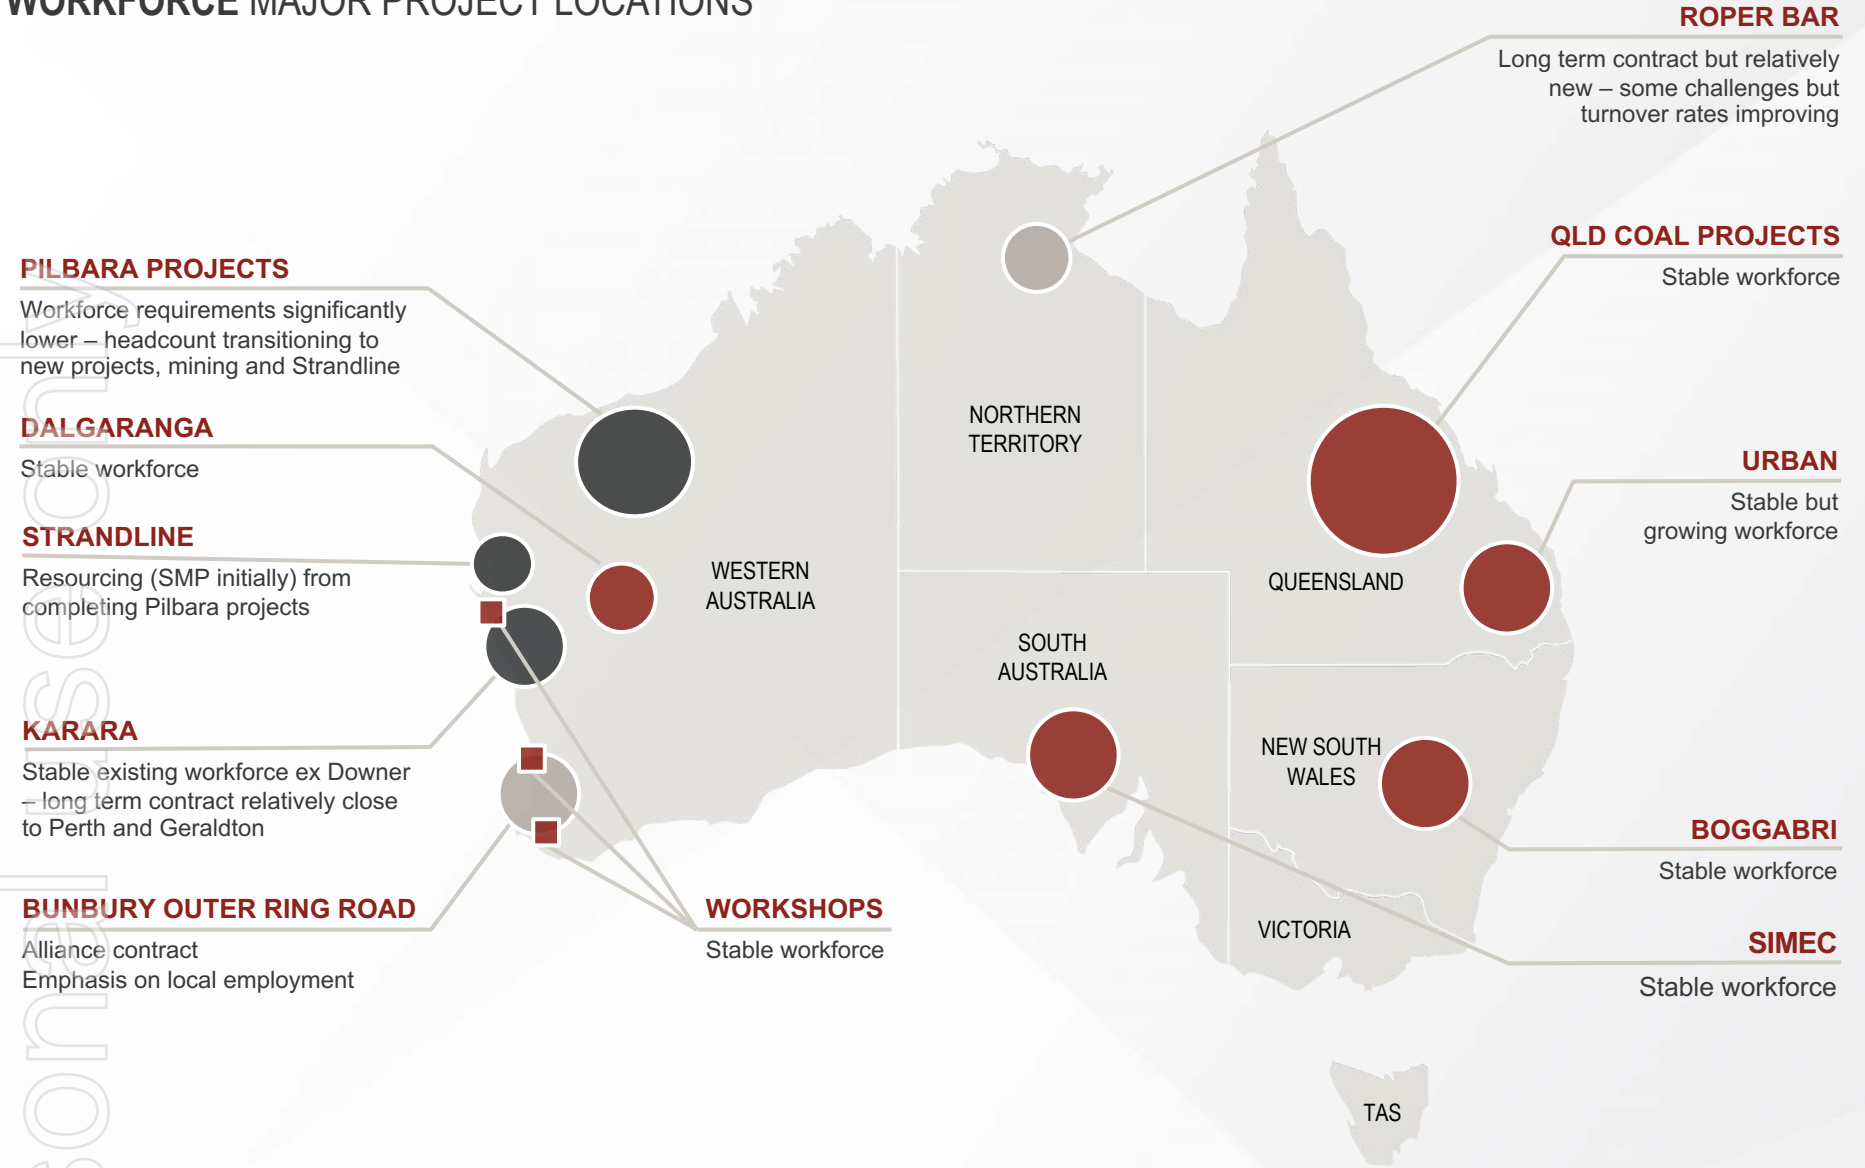 WORKFORCE MAJOR PROJECT LOCATIONS
ROPER BAR
Long term contract but relatively
new – some challenges but
turnover rates improving
QLD COAL PROJECTS
Stable workforce
URBAN
Stable but
growing workforce
BOGGABRI
Stable workforce
SIMEC
Stable workforce
PILBARA PROJECTS
Workforce requirements significantly
lower – headcount transitioning to
new projects, mining and Strandline
DALGARANGA
Stable workforce
STRANDLINE
Resourcing (SMP initially) from
completing Pilbara projects
KARARA
Stable existing workforce ex Downer
– long term contract relatively close
to Perth and Geraldton
BUNBURY OUTER RING ROAD
Alliance contract
Emphasis on local employment
WORKSHOPS
Stable workforce
NORTHERN
TERRITORY
WESTERN
AUSTRALIA
SOUTH
AUSTRALIA
QUEENSLAND
NEW SOUTH
WALES
VICTORIA
TAS
sonal use only